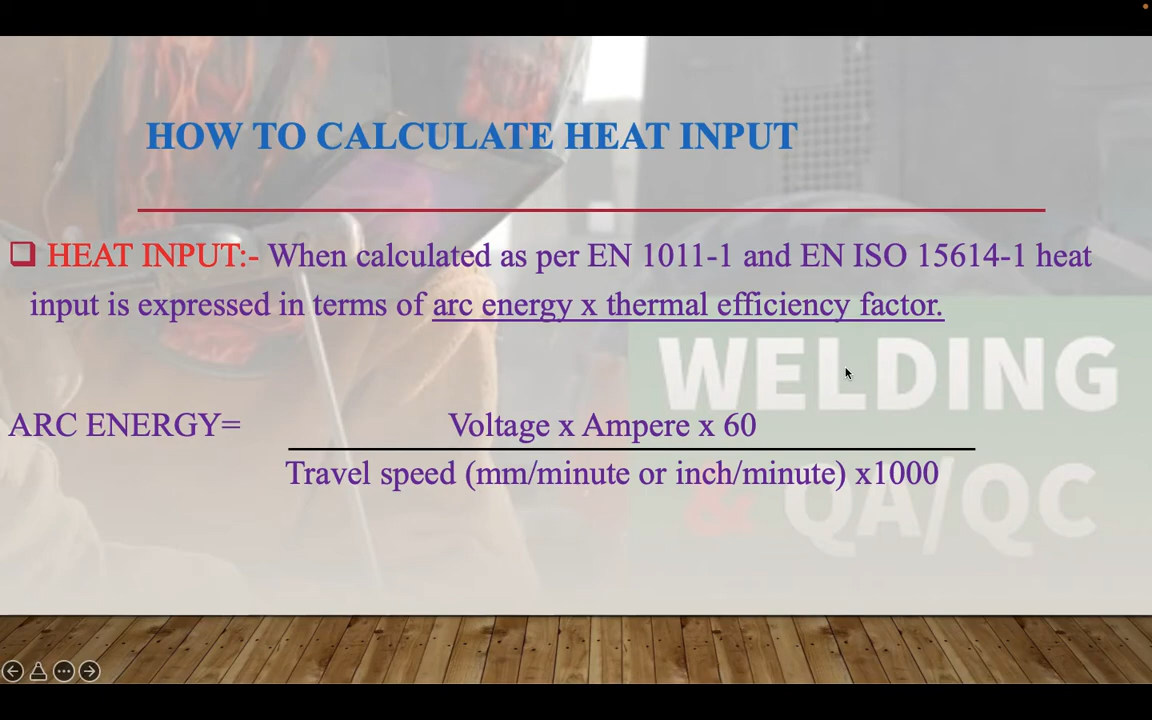 HOW TO CALCULATE HEAT INPUT
HEAT INPUT:- When calculated as per EN 1011-1 and EN ISO 15614-1 heat
input is expressed in terms of arc energy x thermal efficiency factor.
WELDING
& QA/QC
ARC ENERGY= Voltage x Ampere x 60
Travel speed (mm/minute or inch/minute) x1000